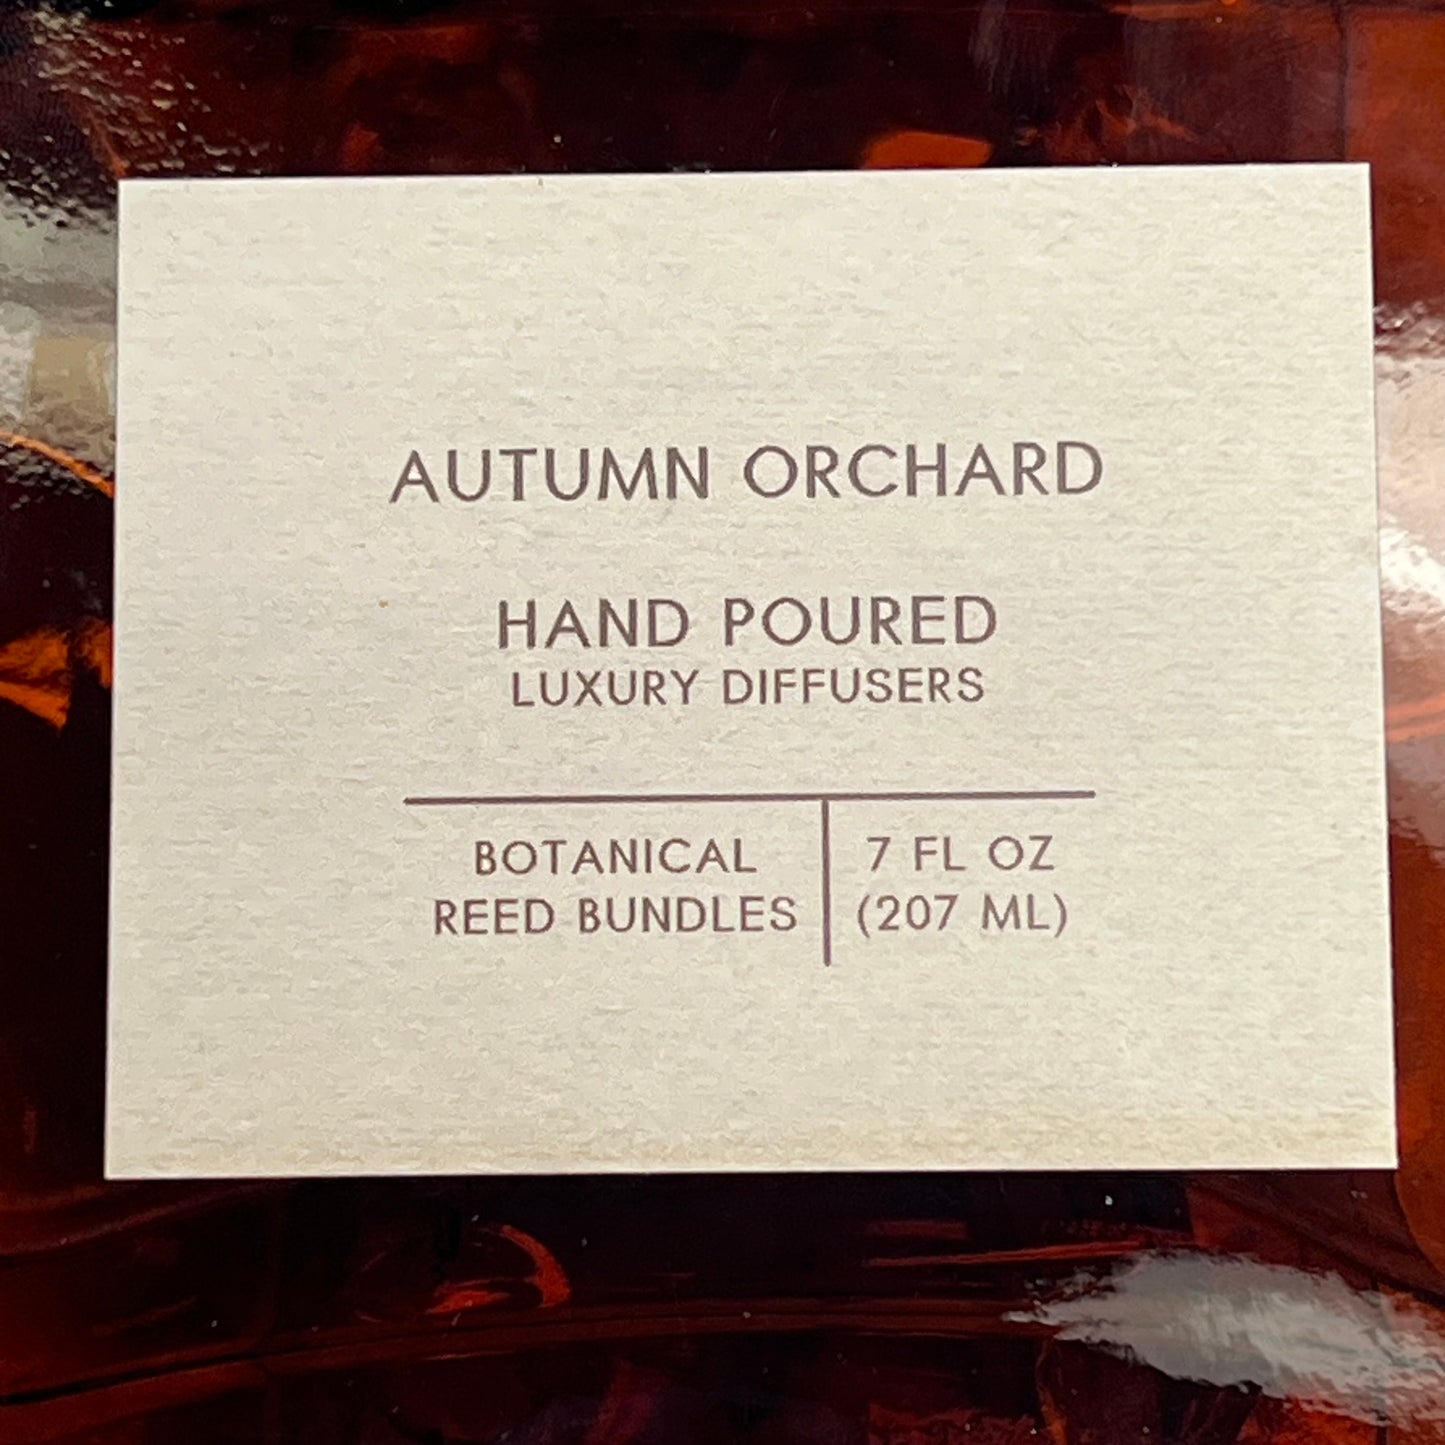 AUTUMN ORCHARD
HAND POURED
LUXURY DIFFUSERS
BOTANICAL
REED BUNDLES
7 FL OZ
(207 ML)